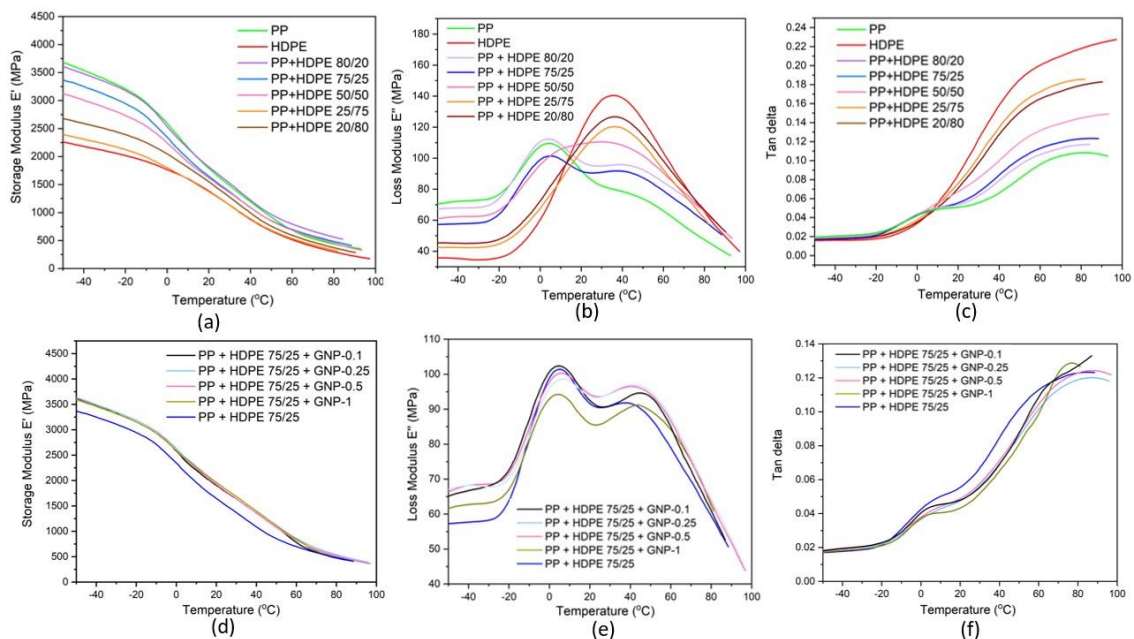 4500
4000
3500
3000
2500
2000
1500
1000
500
0
Storage Modulus E' (MPa)
PP
HDPE
PP+HDPE 80/20
PP+HDPE 75/25
PP+HDPE 50/50
PP+HDPE 25/75
PP+HDPE 20/80
-40 -20 0 20 40 60 80 100
Temperature (°C)
(a)
160
140
120
100
80
60
40
Loss Modulus E'' (MPa)
PP
HDPE
PP + HDPE 80/20
PP + HDPE 75/25
PP + HDPE 50/50
PP + HDPE 25/75
PP + HDPE 20/80
-40 -20 0 20 40 60 80 100
Temperature (°C)
(b)
0.24
0.22
0.20
0.18
0.16
0.14
0.12
0.10
0.08
0.06
0.04
0.02
0.00
Tan delta
PP
HDPE
PP+HDPE 80/20
PP+HDPE 75/25
PP+HDPE 50/50
PP+HDPE 25/75
PP+HDPE 20/80
-40 -20 0 20 40 60 80 100
Temperature (°C)
(c)
4500
4000
3500
3000
2500
2000
1500
1000
500
0
Storage Modulus E' (MPa)
PP + HDPE 75/25 + GNP-0.1
PP + HDPE 75/25 + GNP-0.25
PP + HDPE 75/25 + GNP-0.5
PP + HDPE 75/25 + GNP-1
PP + HDPE 75/25
-40 -20 0 20 40 60 80 100
Temperature (°C)
(d)
110
100
90
80
70
60
50
40
Loss Modulus E'' (MPa)
PP + HDPE 75/25 + GNP-0.1
PP + HDPE 75/25 + GNP-0.25
PP + HDPE 75/25 + GNP-0.5
PP + HDPE 75/25 + GNP-1
PP + HDPE 75/25
-40 -20 0 20 40 60 80 100
Temperature (°C)
(e)
0.14
0.12
0.10
0.08
0.06
0.04
0.02
0.00
Tan delta
PP + HDPE 75/25 + GNP-0.1
PP + HDPE 75/25 + GNP-0.25
PP + HDPE 75/25 + GNP-0.5
PP + HDPE 75/25 + GNP-1
PP + HDPE 75/25
-40 -20 0 20 40 60 80 100
Temperature (°C)
(f)